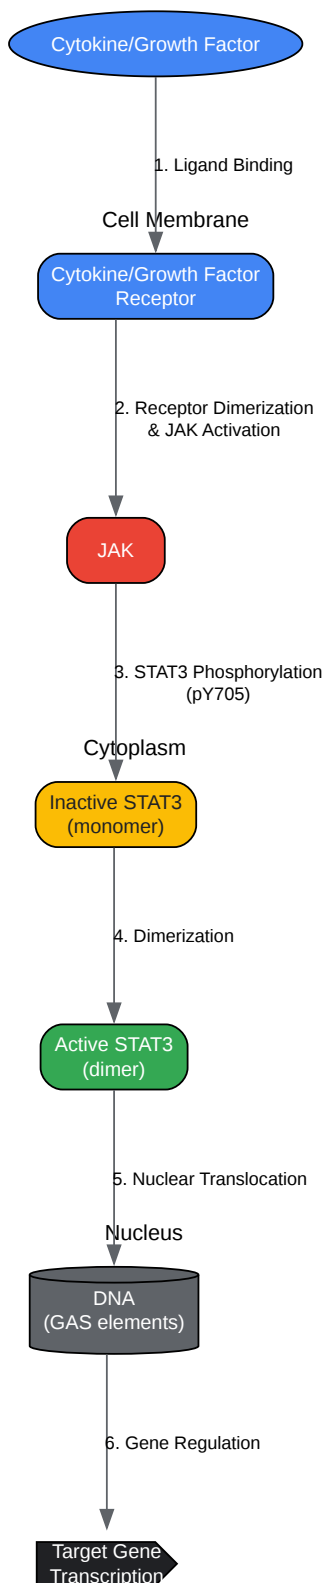 Cytokine/Growth Factor
1. Ligand Binding
Cell Membrane
Cytokine/Growth Factor
Receptor
2. Receptor Dimerization
& JAK Activation
JAK
3. STAT3 Phosphorylation
(pY705)
Cytoplasm
Inactive STAT3
(monomer)
4. Dimerization
Active STAT3
(dimer)
5. Nuclear Translocation
Nucleus
DNA
(GAS elements)
6. Gene Regulation
Target Gene
Transcription